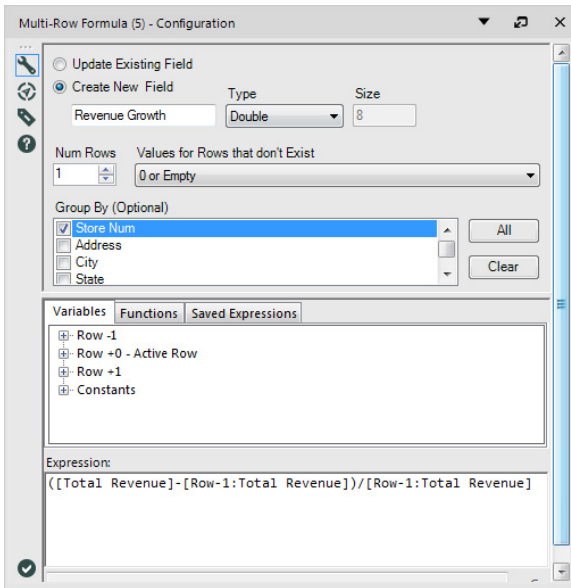 Multi-Row Formula (5) - Configuration
Update Existing Field
Create New Field
Type
Size
Revenue Growth
Double
8
Num Rows
Values for Rows that don't Exist
1
0 or Empty
Group By (Optional)
Store Num
Address
City
State
All
Clear
Variables
Functions
Saved Expressions
Row -1
Row +0 - Active Row
Row +1
Constants
Expression:
([Total Revenue]-[Row-1:Total Revenue])/[Row-1:Total Revenue]